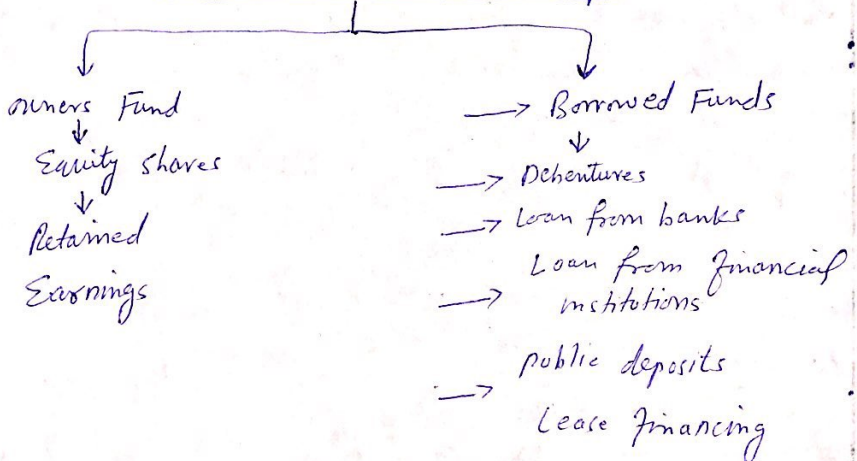 owners Fund
Equity shares
Retained
Earnings
Borrowed Funds
Debentures
Loan from banks
Loan from Financial
institutions
public deposits
Lease Financing